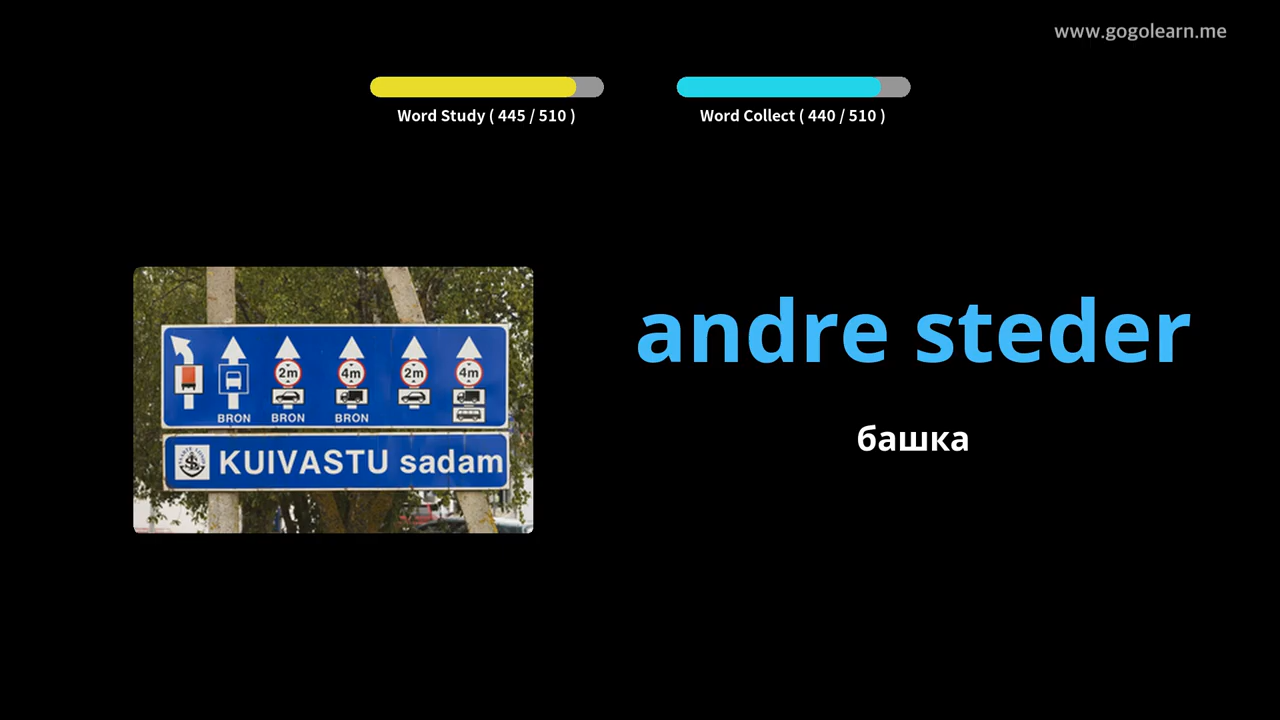 www.gogolearn.me
Word Study ( 445 / 510 )
Word Collect ( 440 / 510 )
andre steder
башка
2m
4m
2m
4m
BRON
BRON
BRON
KUIVASTU sadam